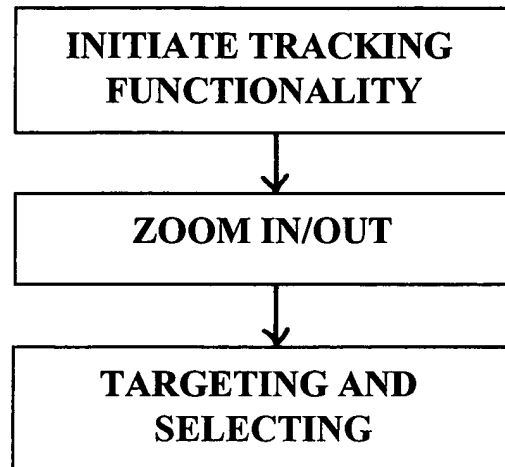 INITIATE TRACKING
FUNCTIONALITY
ZOOM IN/OUT
TARGETING AND
SELECTING